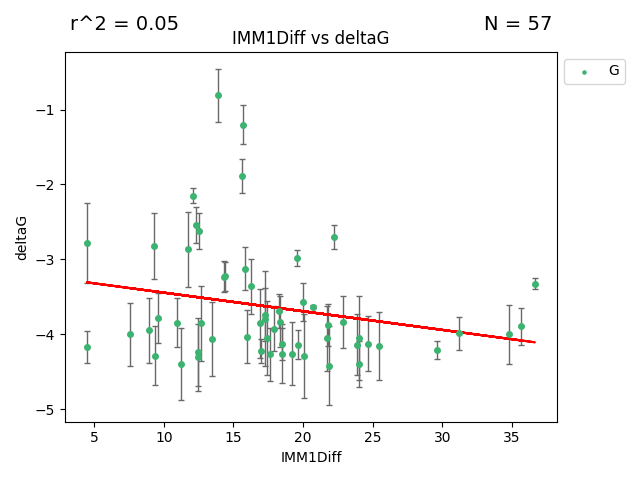 r^2 = 0.05
N = 57
IMM1Diff vs deltaG
G
−1
−2
−3
−4
−5
deltaG
5 10 15 20 25 30 35
IMM1Diff